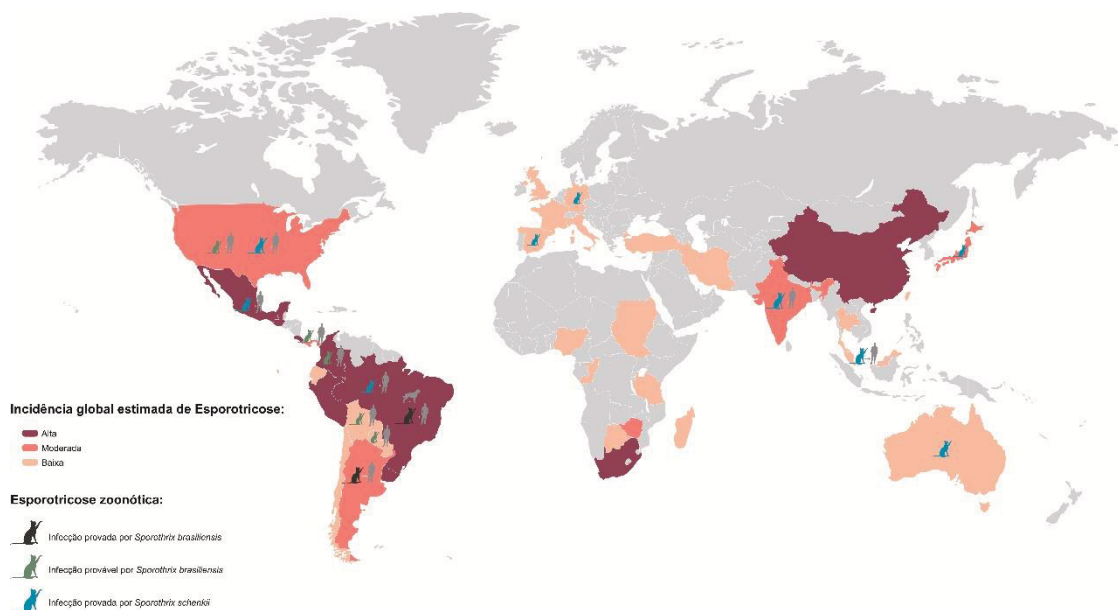 Incidência global estimada de Esporotricose:
Alta
Moderada
Baixa
Esporotricose zoonótica:
Infecção provada por Sporothrix brasiliensis
Infecção provável por Sporothrix brasiliensis
Infecção provada por Sporothrix schenkii